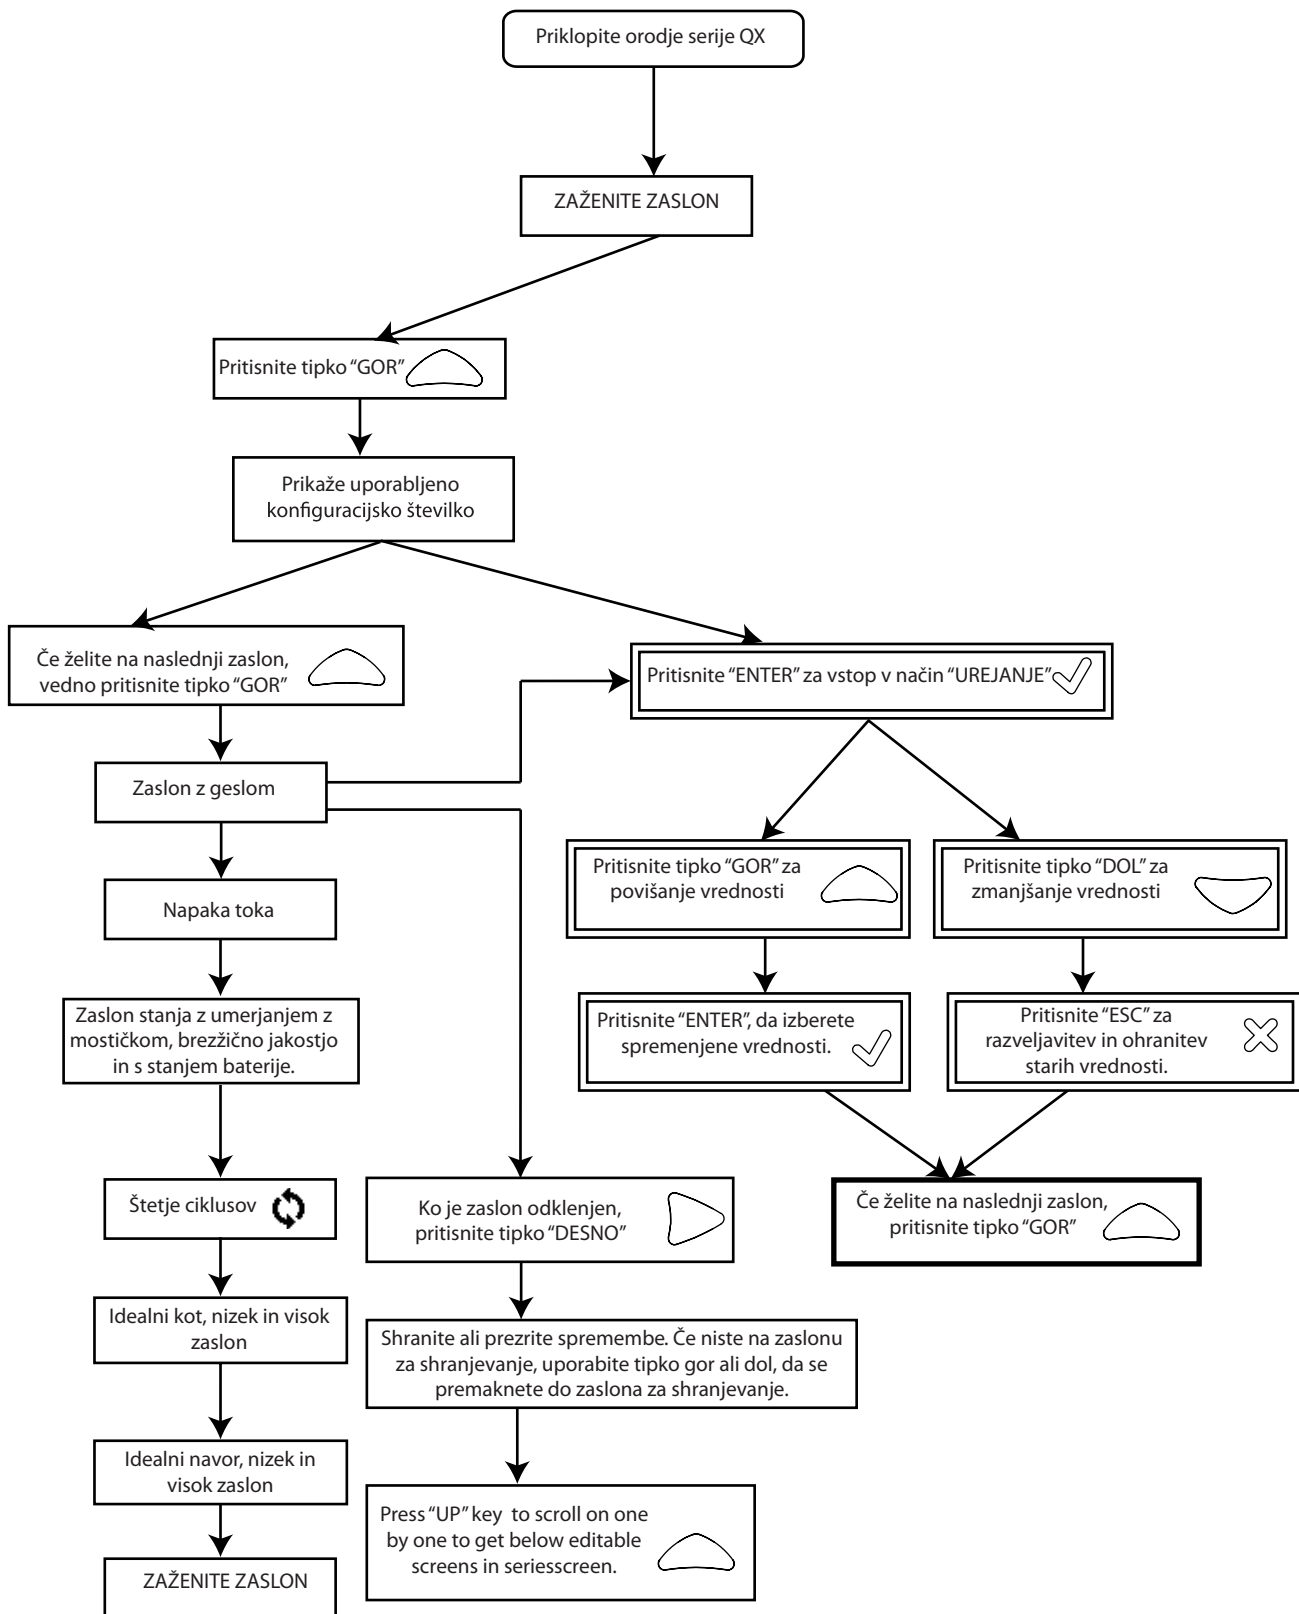 Priklopite orodje serije QX
ZAŽENITE ZASLON
Pritisnite tipko “GOR”
Prikaže uporabljeno
konfiguracijsko številko
Če želite na naslednji zaslon,
vedno pritisnite tipko “GOR”
Pritisnite “ENTER” za vstop v način “UREJANJE”
Zaslon z geslom
Pritisnite tipko “GOR” za
povišanje vrednosti
Pritisnite tipko “DOL” za
zmanjšanje vrednosti
Napaka toka
Zaslon stanja z umerjanjem z
mostičkom, brezžično jakostjo
in s stanjem baterije.
Pritisnite “ENTER”, da izberete
spremenjene vrednosti.
Pritisnite “ESC” za
razveljavitev in ohranitev
starih vrednosti.
Štetje ciklusov
Ko je zaslon odklenjen,
pritisnite tipko “DESNO”
Če želite na naslednji zaslon,
pritisnite tipko “GOR”
Idealni kot, nizek in visok
zaslon
Shranite ali prezrite spremembe. Če niste na zaslonu
za shranjevanje, uporabite tipko gor ali dol, da se
premaknete do zaslona za shranjevanje.
Idealni navor, nizek in
visok zaslon
Press “UP” key to scroll on one
by one to get below editable
screens in seriesscreen.
ZAŽENITE ZASLON